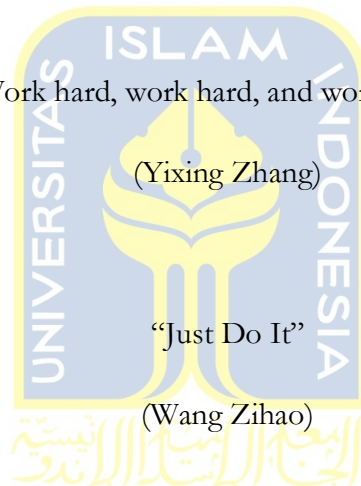 ISLAM
UNIVERSITAS
INDONESIA
Work hard, work hard, and
(Yixing Zhang)
“Just Do It”
(Wang Zihao)